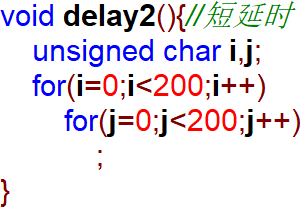 void delay2(){//短延时
unsigned char i,j;
for(i=0;i<200;i++)
for(j=0;j<200;j++)
;
}